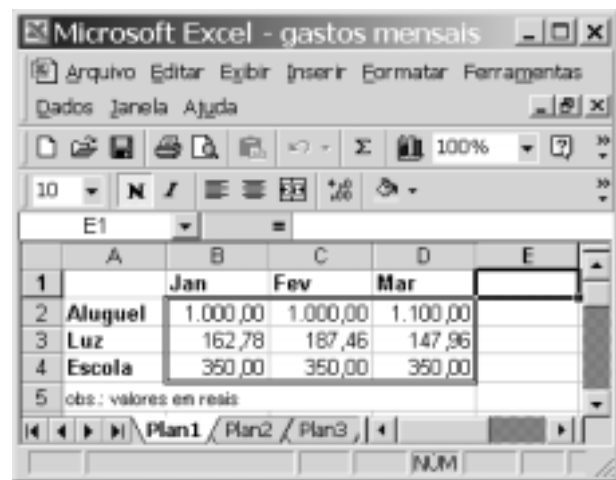 Microsoft Excel - gastos mensais
Arquivo Editar Exibir Inserir Formatar Ferramentas
Dados Janela Ajuda
Σ 100% ?
10 N I
E1 =
A B C D E
1 Jan Fev Mar
2 Aluguel 1.000,00 1.000,00 1.100,00
3 Luz 162,78 187,46 147,96
4 Escola 350,00 350,00 350,00
5 obs.: valores em reais
Plan1 / Plan2 / Plan3
NÚM